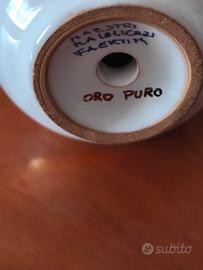 MAESTRI
MAIOLICARI
FAENTINI
ORO PURO
subito